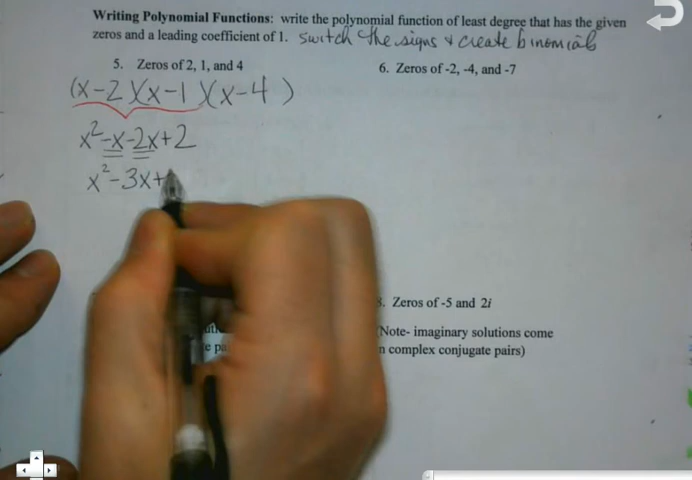 Writing Polynomial Functions: write the polynomial function of least degree that has the given
zeros and a leading coefficient of 1. switch the signs & create binomials
5. Zeros of 2, 1, and 4
6. Zeros of -2, -4, and -7
(x-2)(x-1)(x-4)
x²-x-2x+2
x²-3x+
Zeros of -5 and 2i
(Note- imaginary solutions come
n complex conjugate pairs)